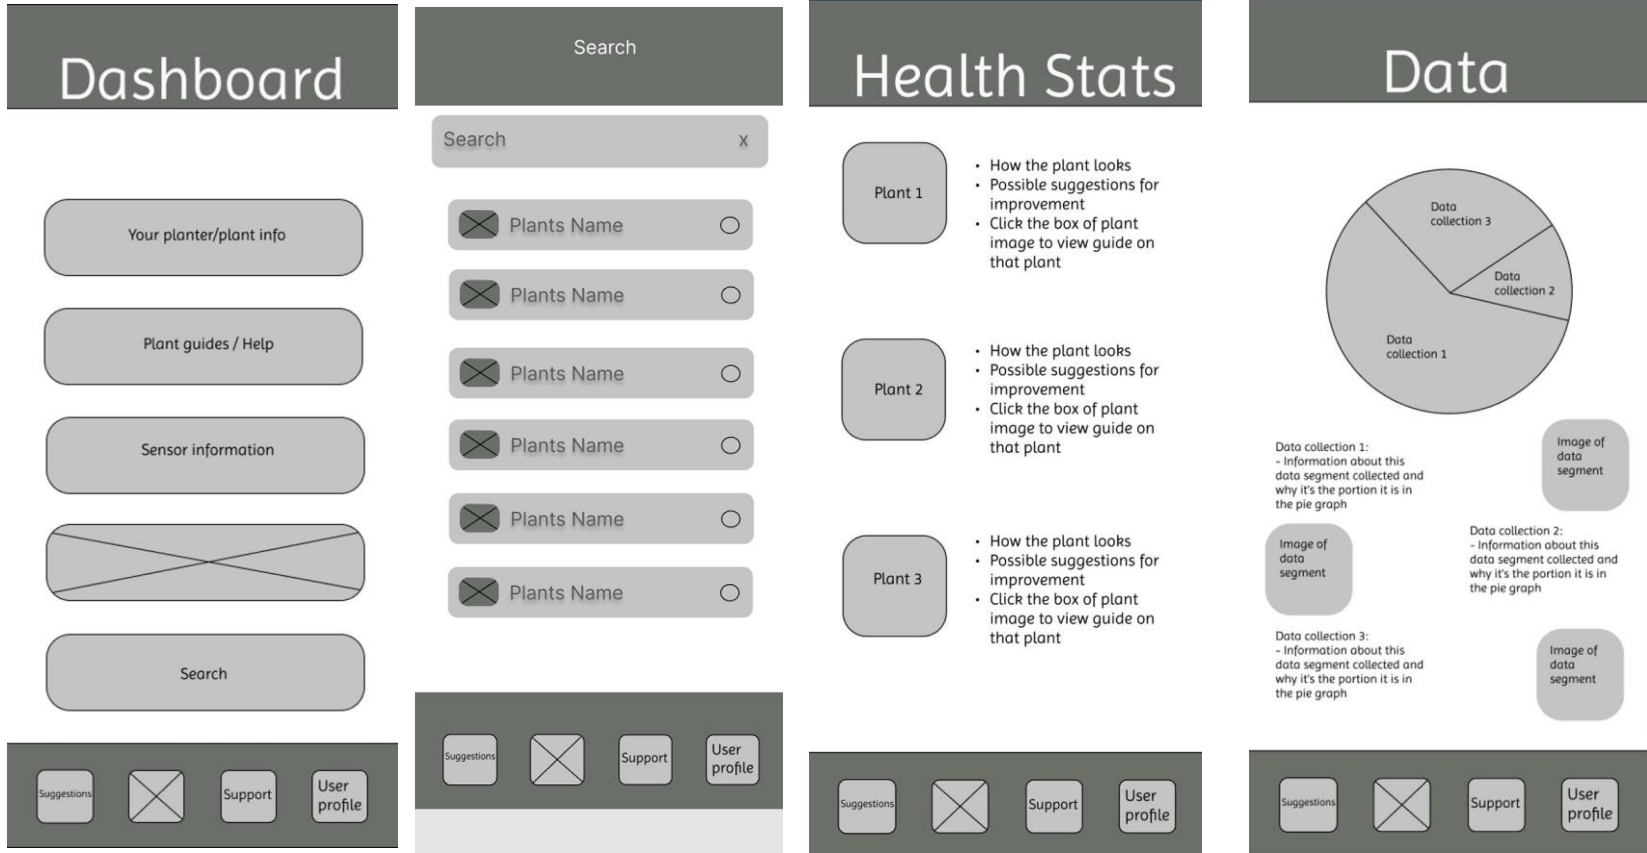 Dashboard
Your planter/plant info
Plant guides / Help
Sensor information
Search
Suggestions
Support
User
profile
Search
Search x
Plants Name
Plants Name
Plants Name
Plants Name
Plants Name
Plants Name
Suggestions
Support
User
profile
Health Stats
Plant 1
• How the plant looks
• Possible suggestions for
improvement
• Click the box of plant
image to view guide on
that plant
Plant 2
• How the plant looks
• Possible suggestions for
improvement
• Click the box of plant
image to view guide on
that plant
Plant 3
• How the plant looks
• Possible suggestions for
improvement
• Click the box of plant
image to view guide on
that plant
Suggestions
Support
User
profile
Data
Data
collection 3
Data
collection 2
Data
collection 1
Data collection 1:
- Information about this
data segment collected and
why it's the portion it is in
the pie graph
Image of
data
segment
Image of
data
segment
Data collection 2:
- Information about this
data segment collected and
why it's the portion it is in
the pie graph
Data collection 3:
- Information about this
data segment collected and
why it's the portion it is in
the pie graph
Image of
data
segment
Suggestions
Support
User
profile